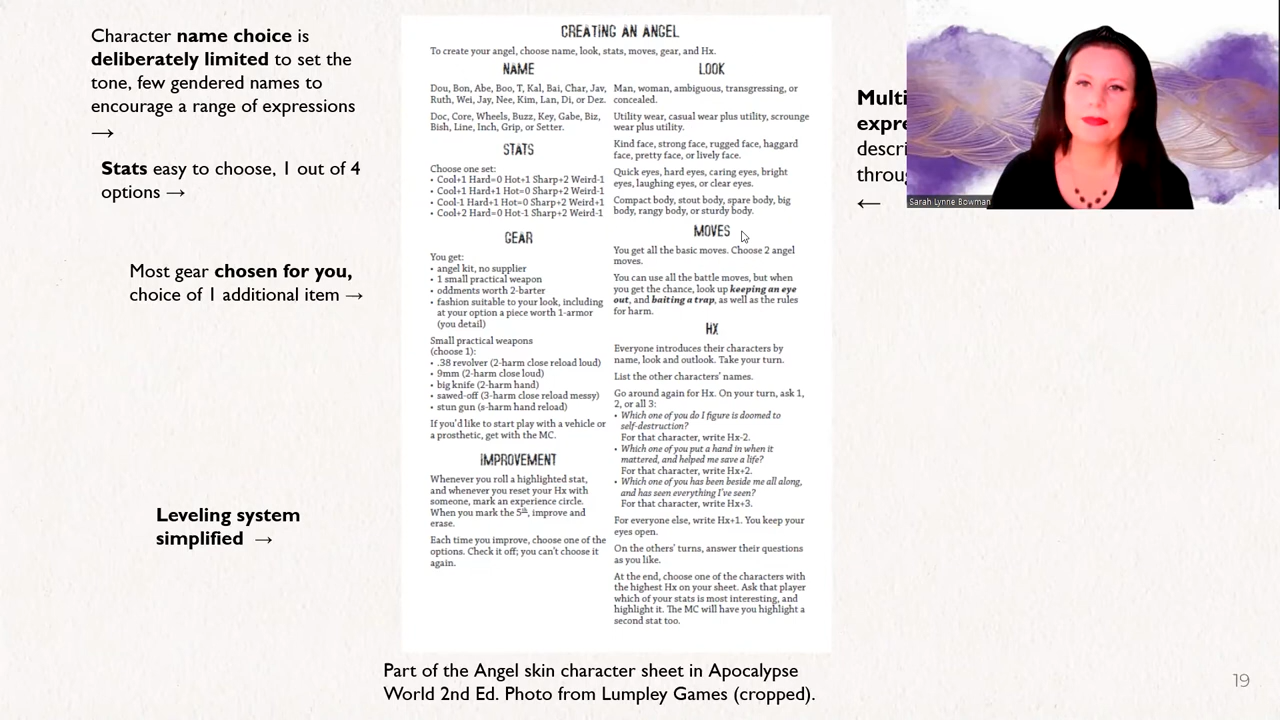 Character name choice is
deliberately limited to set the
tone, few gendered names to
encourage a range of expressions
→
Stats easy to choose, 1 out of 4
options →
Most gear chosen for you,
choice of 1 additional item →
Leveling system
simplified →
CREATING AN ANGEL
To create your angel, choose name, look, stats, moves, gear, and Hx.
NAME
Dou, Bon, Abe, Boo, T, Kal, Bai, Char, Jav,
Ruth, Wei, Jay, Nee, Kim, Lan, Di, or Dez.
Doc, Core, Wheels, Buzz, Key, Gabe, Biz,
Bish, Line, Inch, Grip, or Setter.
STATS
Choose one set:
• Cool+1 Hard=0 Hot+1 Sharp+2 Weird-1
• Cool+1 Hard+1 Hot=0 Sharp+2 Weird-1
• Cool-1 Hard+1 Hot=0 Sharp+2 Weird+1
• Cool+2 Hard=0 Hot-1 Sharp+2 Weird-1
GEAR
You get:
• angel kit, no supplier
• 1 small practical weapon
• oddments worth 2-barter
• fashion suitable to your look, including
at your option a piece worth 1-armor
(you detail)
Small practical weapons
(choose 1):
• .38 revolver (2-harm close reload loud)
• 9mm (2-harm close loud)
• big knife (2-harm hand)
• sawed-off (3-harm close reload messy)
• stun gun (s-harm hand reload)
If you'd like to start play with a vehicle or
a prosthetic, get with the MC.
IMPROVEMENT
Whenever you roll a highlighted stat,
and whenever you reset your Hx with
someone, mark an experience circle.
When you mark the 5th, improve and
erase.
Each time you improve, choose one of the
options. Check it off; you can't choose it
again.
LOOK
Man, woman, ambiguous, transgressing, or
concealed.
Utility wear, casual wear plus utility, scrounge
wear plus utility.
Kind face, strong face, rugged face, haggard
face, pretty face, or lively face.
Quick eyes, hard eyes, caring eyes, bright
eyes, laughing eyes, or clear eyes.
Compact body, stout body, spare body, big
body, rangy body, or sturdy body.
MOVES
You get all the basic moves. Choose 2 angel
moves.
You can use all the battle moves, but when
you get the chance, look up keeping an eye
out, and baiting a trap, as well as the rules
for harm.
HX
Everyone introduces their characters by
name, look and outlook. Take your turn.
List the other characters' names.
Go around again for Hx. On your turn, ask 1,
2, or all 3:
• Which one of you do I figure is doomed to
self-destruction?
For that character, write Hx-2.
• Which one of you put a hand in when it
mattered, and helped me save a life?
For that character, write Hx+2.
• Which one of you has been beside me all along,
and has seen everything I've seen?
For that character, write Hx+3.
For everyone else, write Hx+1. You keep your
eyes open.
On the others' turns, answer their questions
as you like.
At the end, choose one of the characters with
the highest Hx on your sheet. Ask that player
which of your stats is most interesting, and
highlight it. The MC will have you highlight a
second stat too.
Multi
expre
descri
throu
←
Sarah Lynne Bowman
Part of the Angel skin character sheet in Apocalypse
World 2nd Ed. Photo from Lumpley Games (cropped).
19